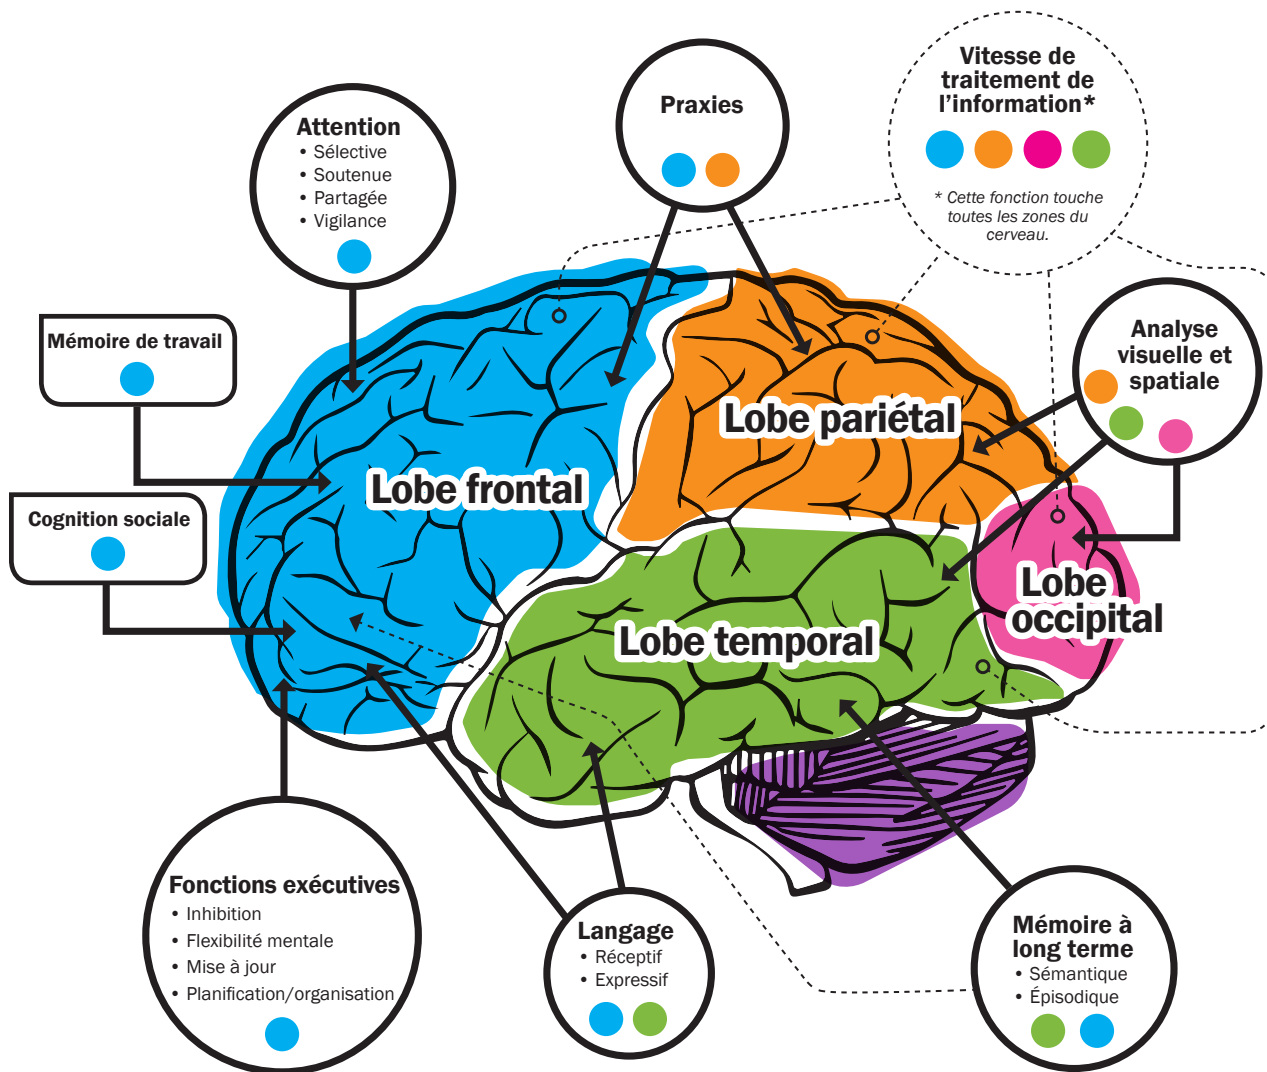 Vitesse de
traitement de
l'information*
* Cette fonction touche
toutes les zones du
cerveau.
Praxies
Attention
• Sélective
• Soutenue
• Partagée
• Vigilance
Mémoire de travail
Analyse
visuelle et
spatiale
Lobe pariétal
Lobe frontal
Cognition sociale
Lobe
occipital
Lobe temporal
Fonctions exécutives
• Inhibition
• Flexibilité mentale
• Mise à jour
• Planification/organisation
Langage
• Réceptif
• Expressif
Mémoire à
long terme
• Sémantique
• Épisodique